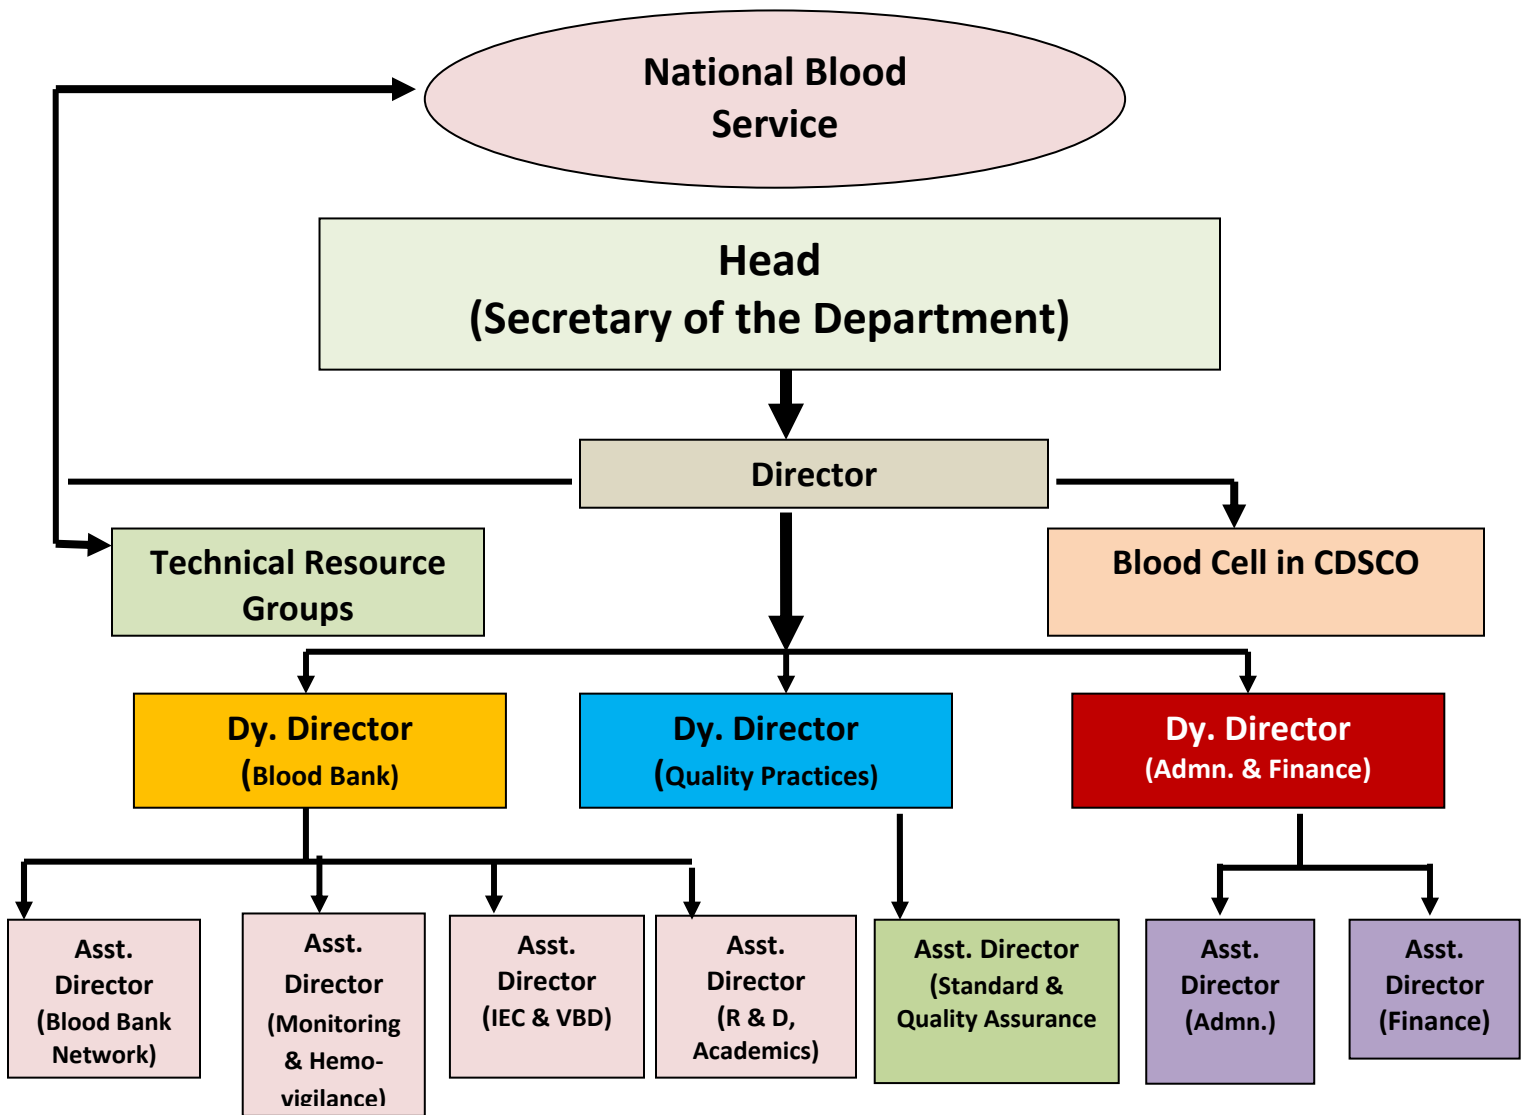 National Blood
Service
Head
(Secretary of the Department)
Director
Technical Resource
Groups
Blood Cell in CDSCO
Dy. Director
(Blood Bank)
Dy. Director
(Quality Practices)
Dy. Director
(Admn. & Finance)
Asst.
Director
(Blood Bank
Network)
Asst.
Director
(Monitoring
& Hemo-
vigilance)
Asst.
Director
(IEC & VBD)
Asst.
Director
(R & D,
Academics)
Asst. Director
(Standard &
Quality Assurance
Asst.
Director
(Admn.)
Asst.
Director
(Finance)